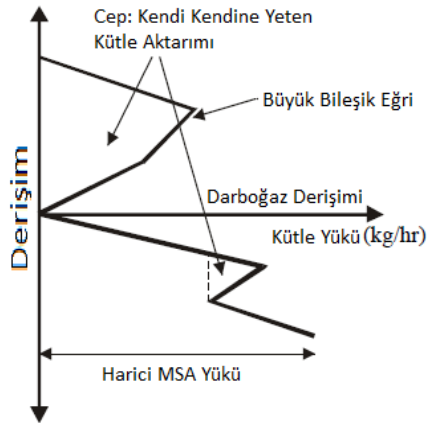 Cep: Kendi Kendine Yeten
Kütle Aktarımı
Büyük Bileşik Eğri
Derişim
Darboğaz Derişimi
Kütle Yükü (kg/hr)
Harici MSA Yükü